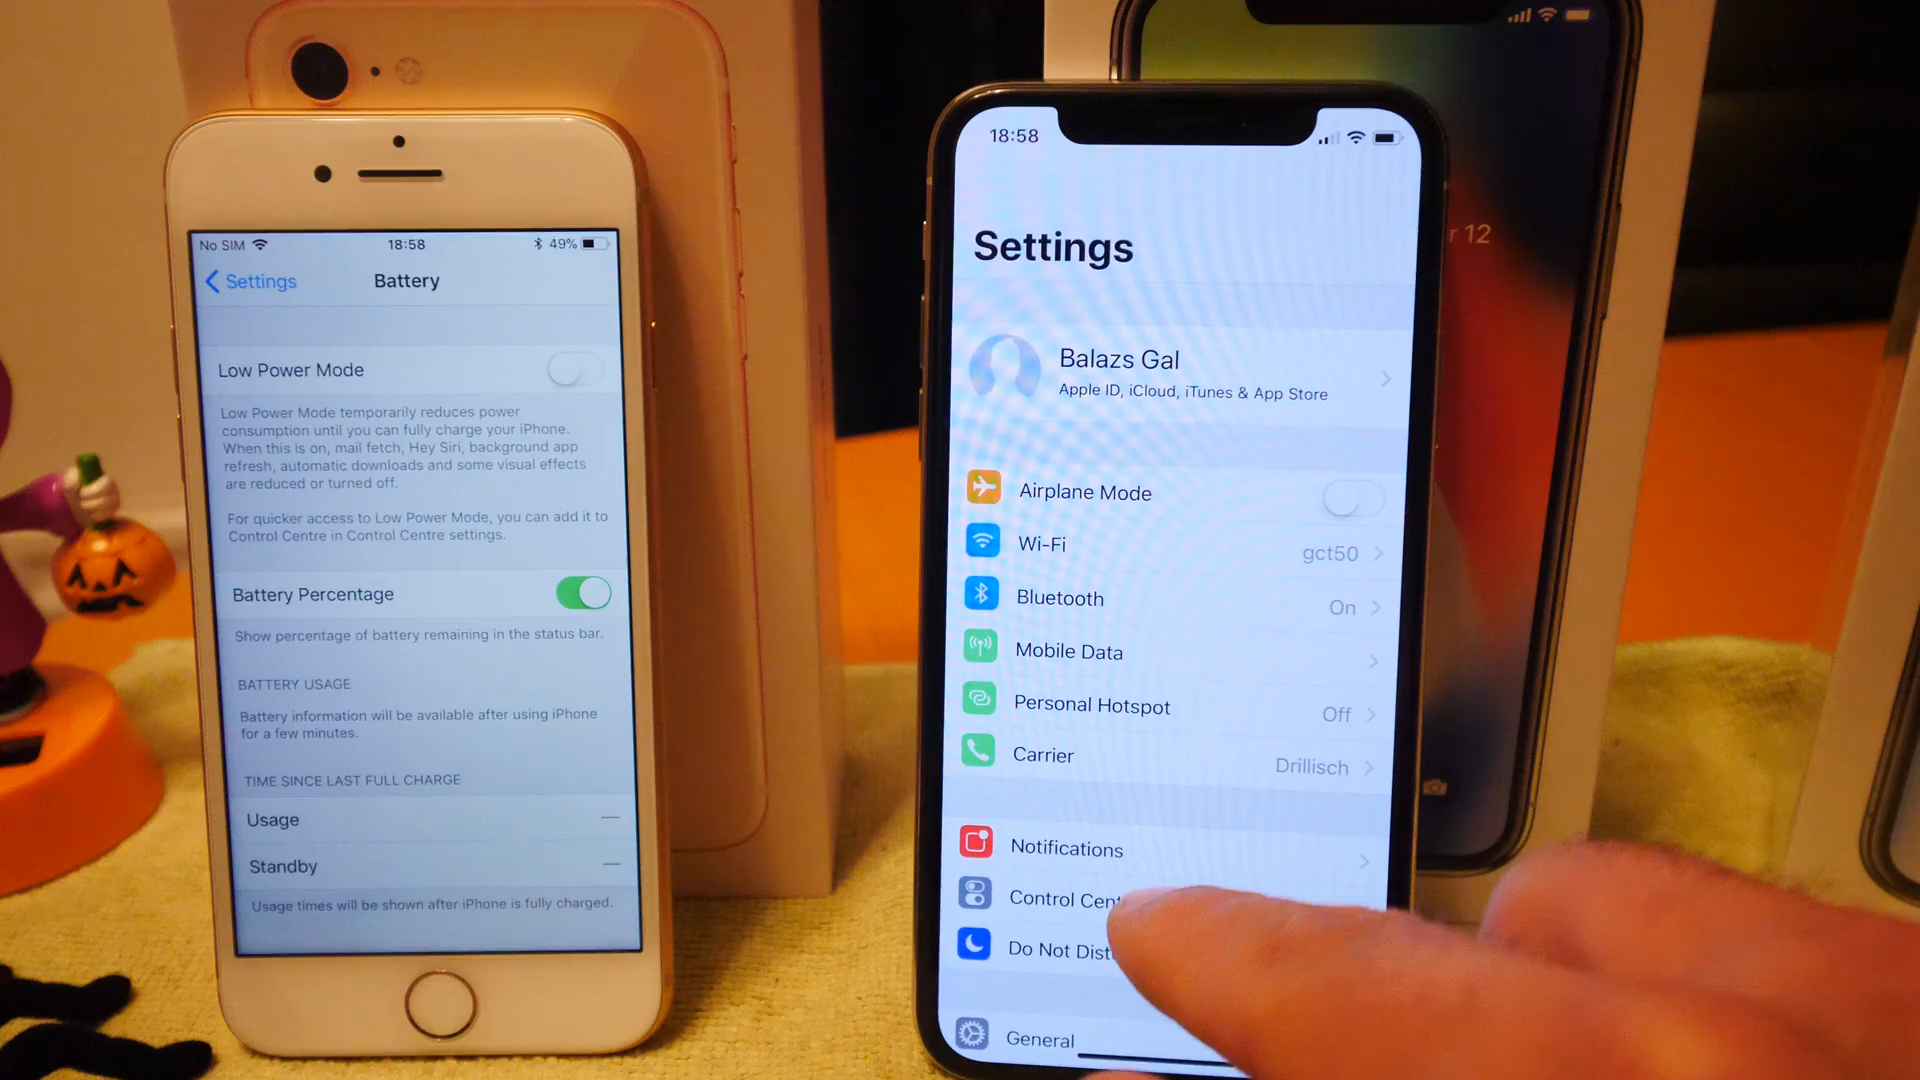 No SIM 18:58 49%
Settings Battery
Low Power Mode
Low Power Mode temporarily reduces power
consumption until you can fully charge your iPhone.
When this is on, mail fetch, Hey Siri, background app
refresh, automatic downloads and some visual effects
are reduced or turned off.
For quicker access to Low Power Mode, you can add it to
Control Centre in Control Centre settings.
Battery Percentage
Show percentage of battery remaining in the status bar.
BATTERY USAGE
Battery information will be available after using iPhone
for a few minutes.
TIME SINCE LAST FULL CHARGE
Usage —
Standby —
Usage times will be shown after iPhone is fully charged.
18:58
Settings
Balazs Gal
Apple ID, iCloud, iTunes & App Store
Airplane Mode
Wi-Fi gct50
Bluetooth On
Mobile Data
Personal Hotspot Off
Carrier Drillisch
Notifications
Control Cent
Do Not Dist
General
r 12